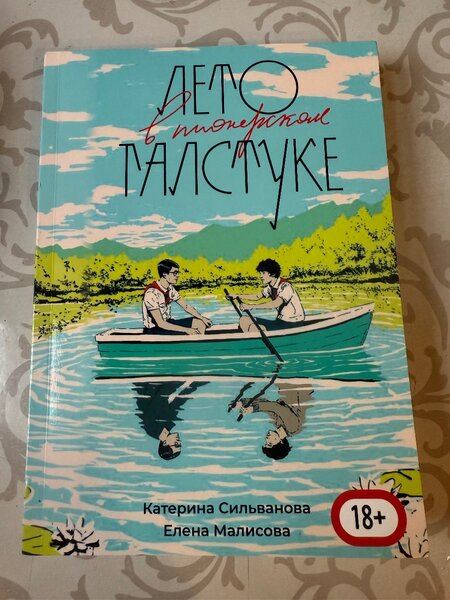 ЛЕТО
в пионерском
ГАЛСТУКЕ
Катерина Сильванова
Елена Малисова
18+